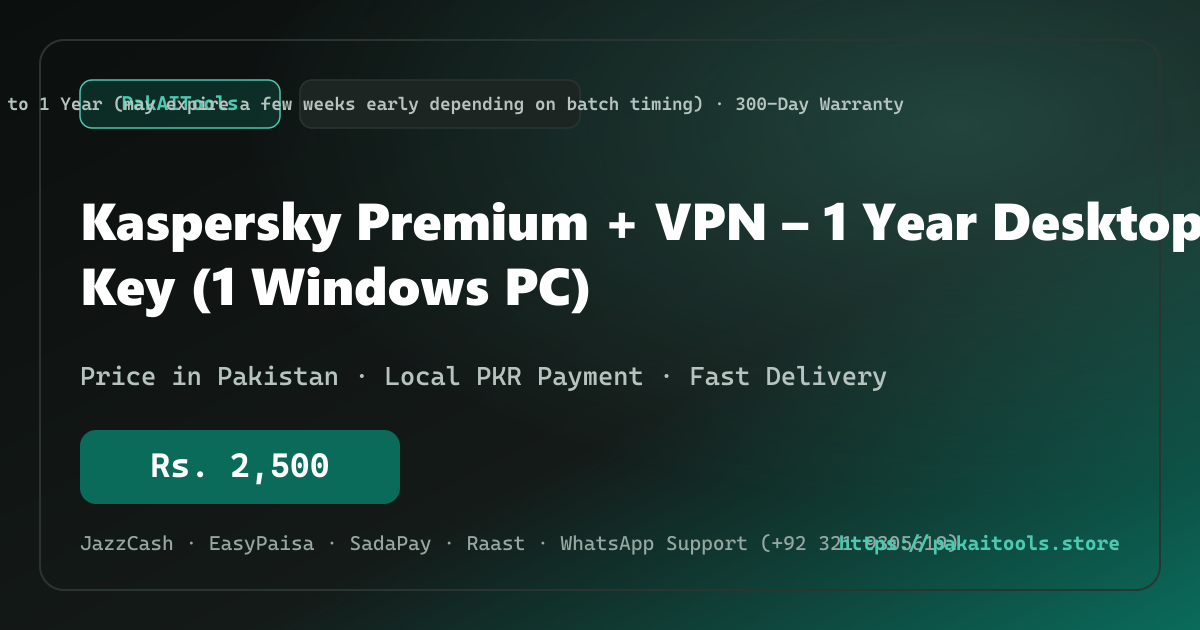 PakAITools
to 1 Year (may expire a few weeks early depending on batch timing) · 300-Day Warranty
Kaspersky Premium + VPN – 1 Year Desktop
Key (1 Windows PC)
Price in Pakistan · Local PKR Payment · Fast Delivery
Rs. 2,500
JazzCash · EasyPaisa · SadaPay · Raast · WhatsApp Support (+92 321
https://pakaitools.store